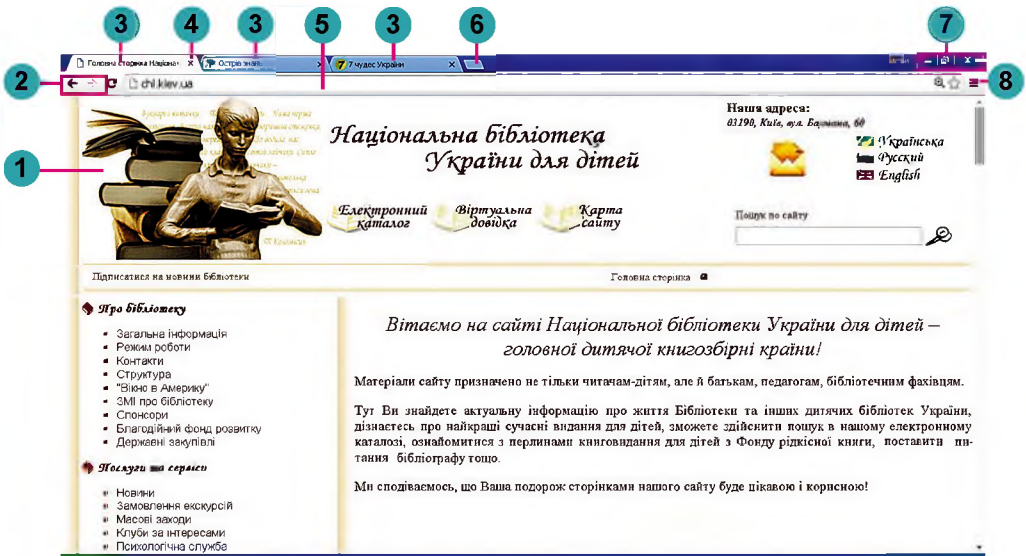 3 4 3 5 3 6 7
Головна сторінка Націонал × Острів знань × 7 7 чудес України ×
2 chl.kiev.ua 8
Наша адреса:
03190, Київ, вул. Баумана, 60
Національна бібліотека
України для дітей
Українська
Русский
English
1
Електронний
каталог
Віртуальна
довідка
Карта
сайту
Пошук по сайту
Підписатися на новини бібліотеки Головна сторінка
Про бібліотеку
Загальна інформація
Режим роботи
Контакти
Структура
"Вікно в Америку"
ЗМІ про бібліотеку
Спонсори
Благодійний фонд розвитку
Державні закупівлі
Послуги та сервіси
Новини
Замовлення екскурсій
Масові заходи
Клуби за інтересами
Психологічна служба
Вітаємо на сайті Національної бібліотеки України для дітей –
головної дитячої книгозбірні країни!
Матеріали сайту призначено не тільки читачам-дітям, але й батькам, педагогам, бібліотечним фахівцям.
Тут Ви знайдете актуальну інформацію про життя Бібліотеки та інших дитячих бібліотек України,
дізнаєтесь про найкращі сучасні видання для дітей, зможете здійснити пошук в нашому електронному
каталозі, ознайомитися з перлинами книговидання для дітей з Фонду рідкісної книги, поставити пи-
тання бібліографу тощо.
Ми сподіваємось, що Ваша подорож сторінками нашого сайту буде цікавою і корисною!